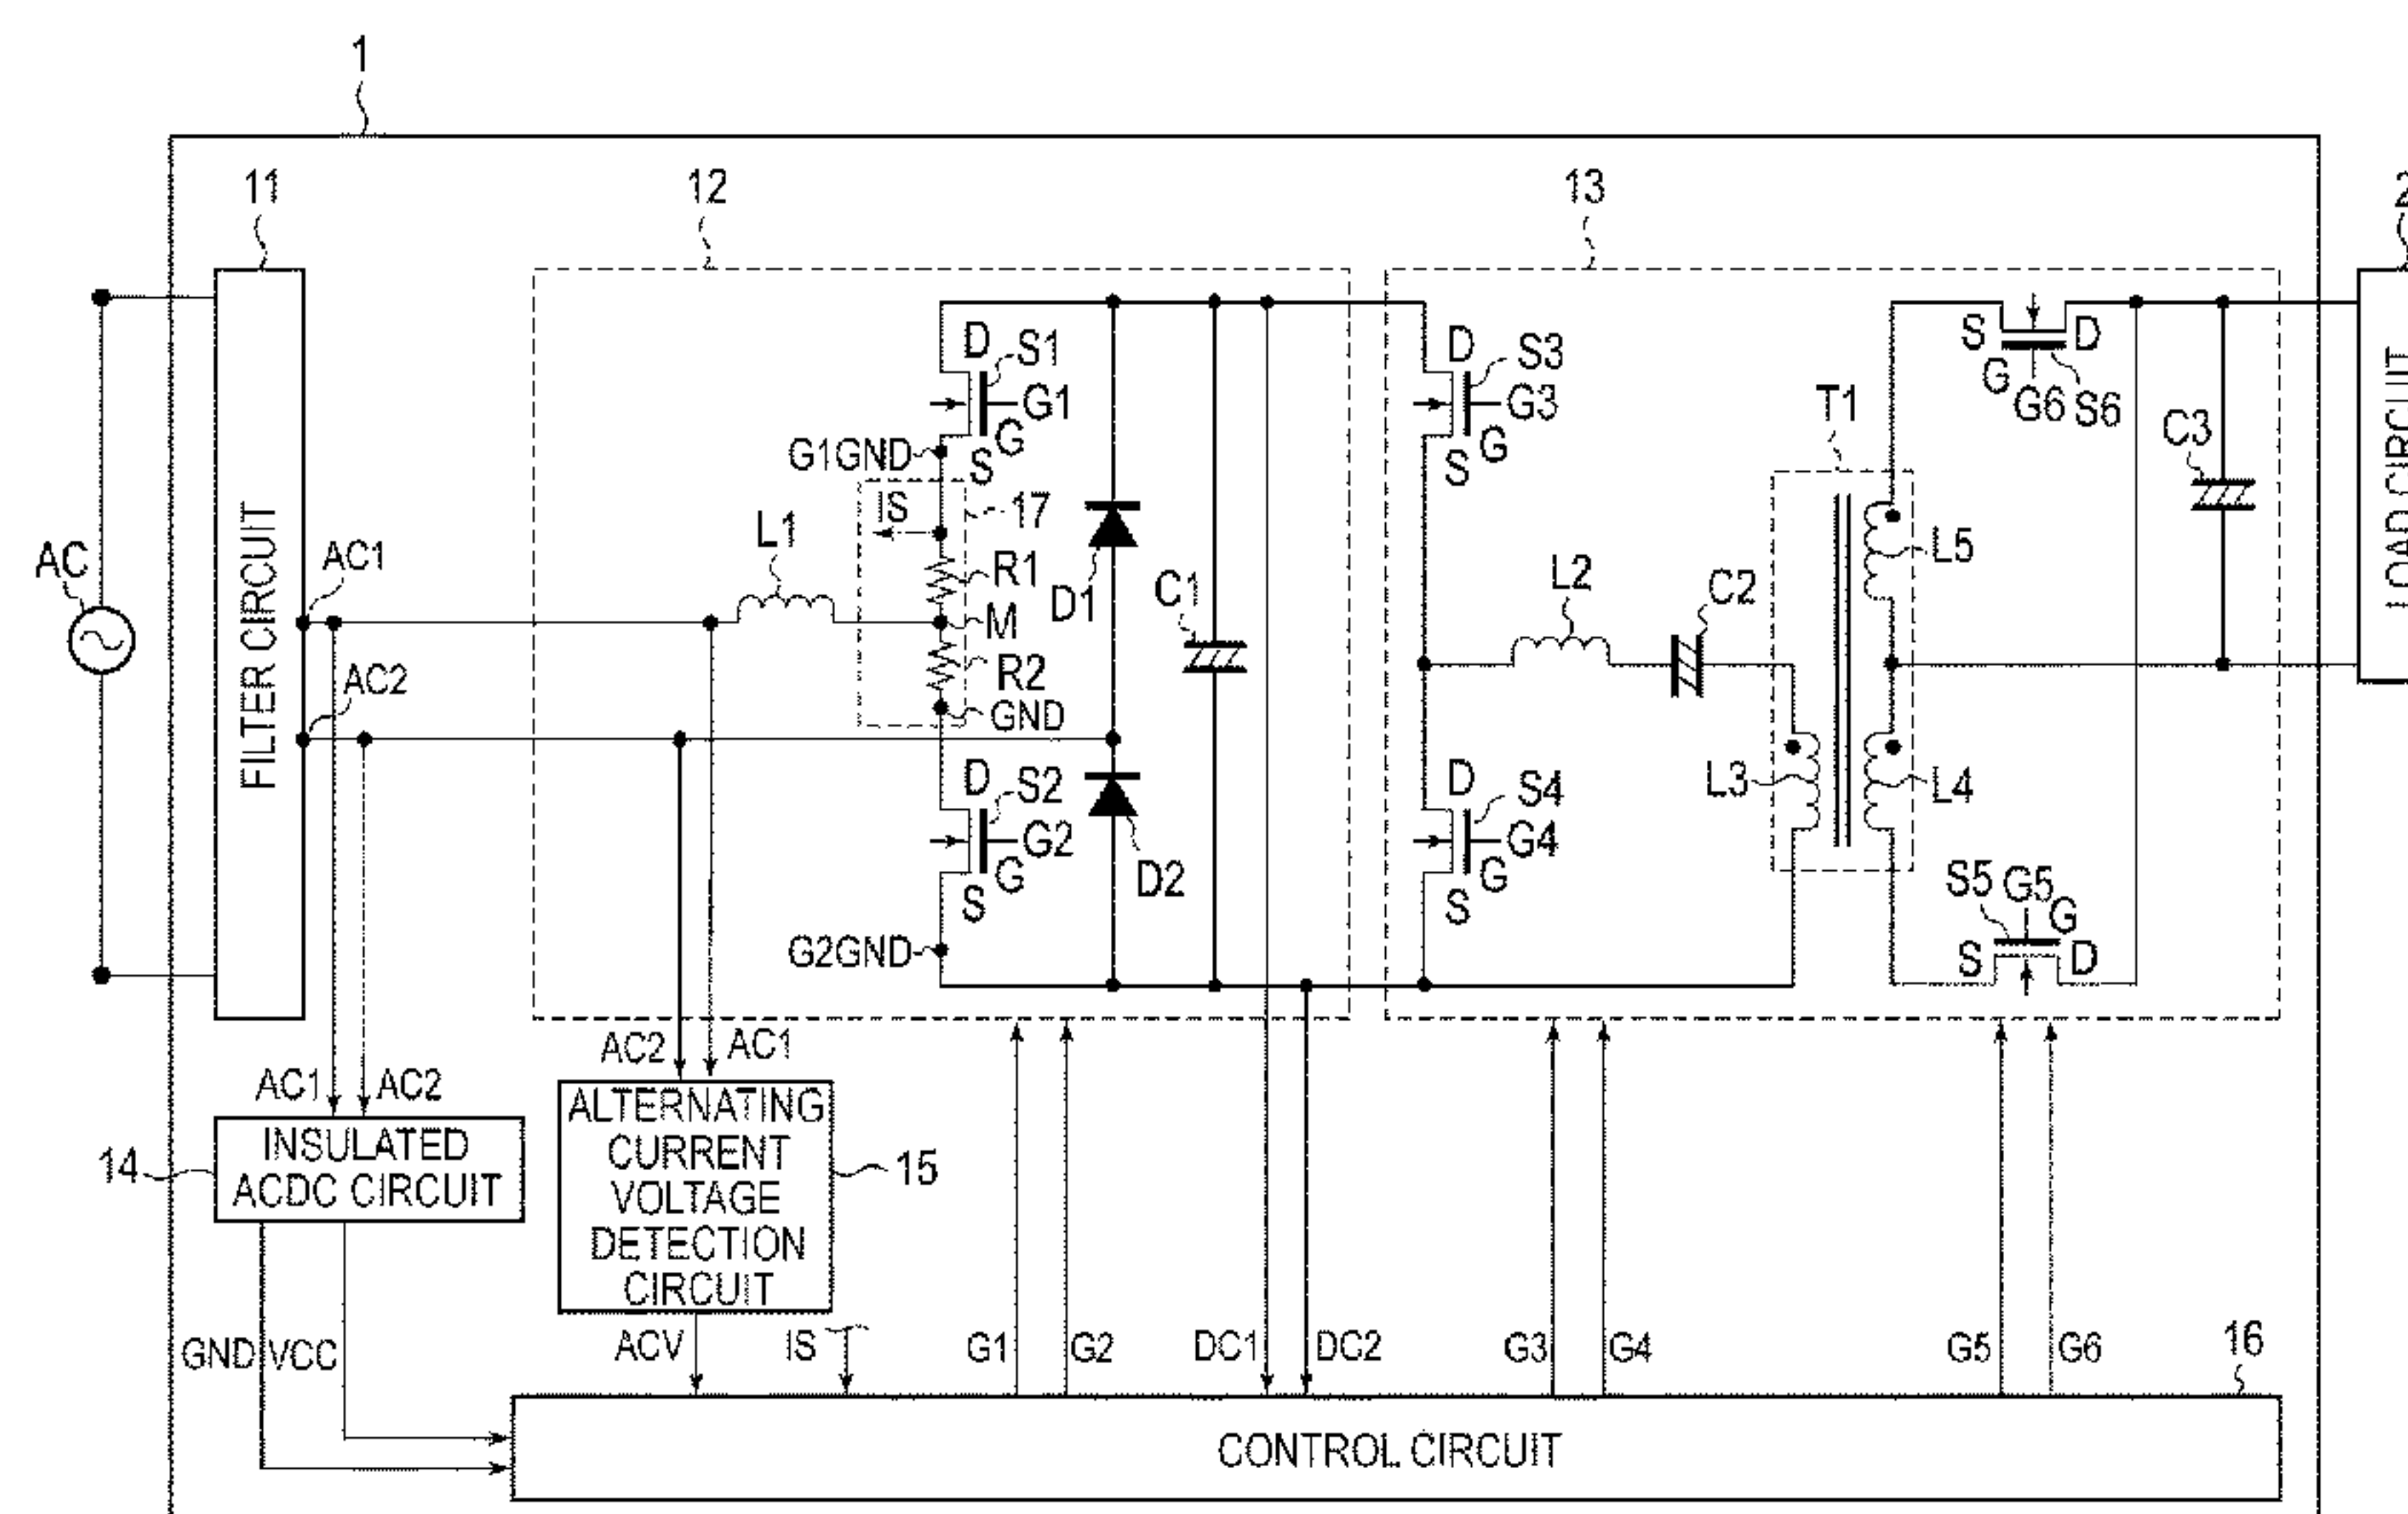 1
11
12
13
2
D
S1
G1
G
S
G1GND
IS
17
L1
R1
M
R2
GND
D1
C1
D
S3
G3
G
S
T1
S
D
G
G6
S6
C3
L5
L2
C2
AC
FILTER CIRCUIT
AC1
AC2
LOAD CIRCUIT
D
S2
G2
G
S
D2
G2GND
D
S4
G4
G
S
L3
L4
S5
G5
G
S
D
AC2
AC1
AC1
AC2
14
INSULATED
ACDC CIRCUIT
ALTERNATING
CURRENT
VOLTAGE
DETECTION
CIRCUIT
15
GND
VCC
ACV
IS
G1
G2
DC1
DC2
G3
G4
G5
G6
16
CONTROL CIRCUIT